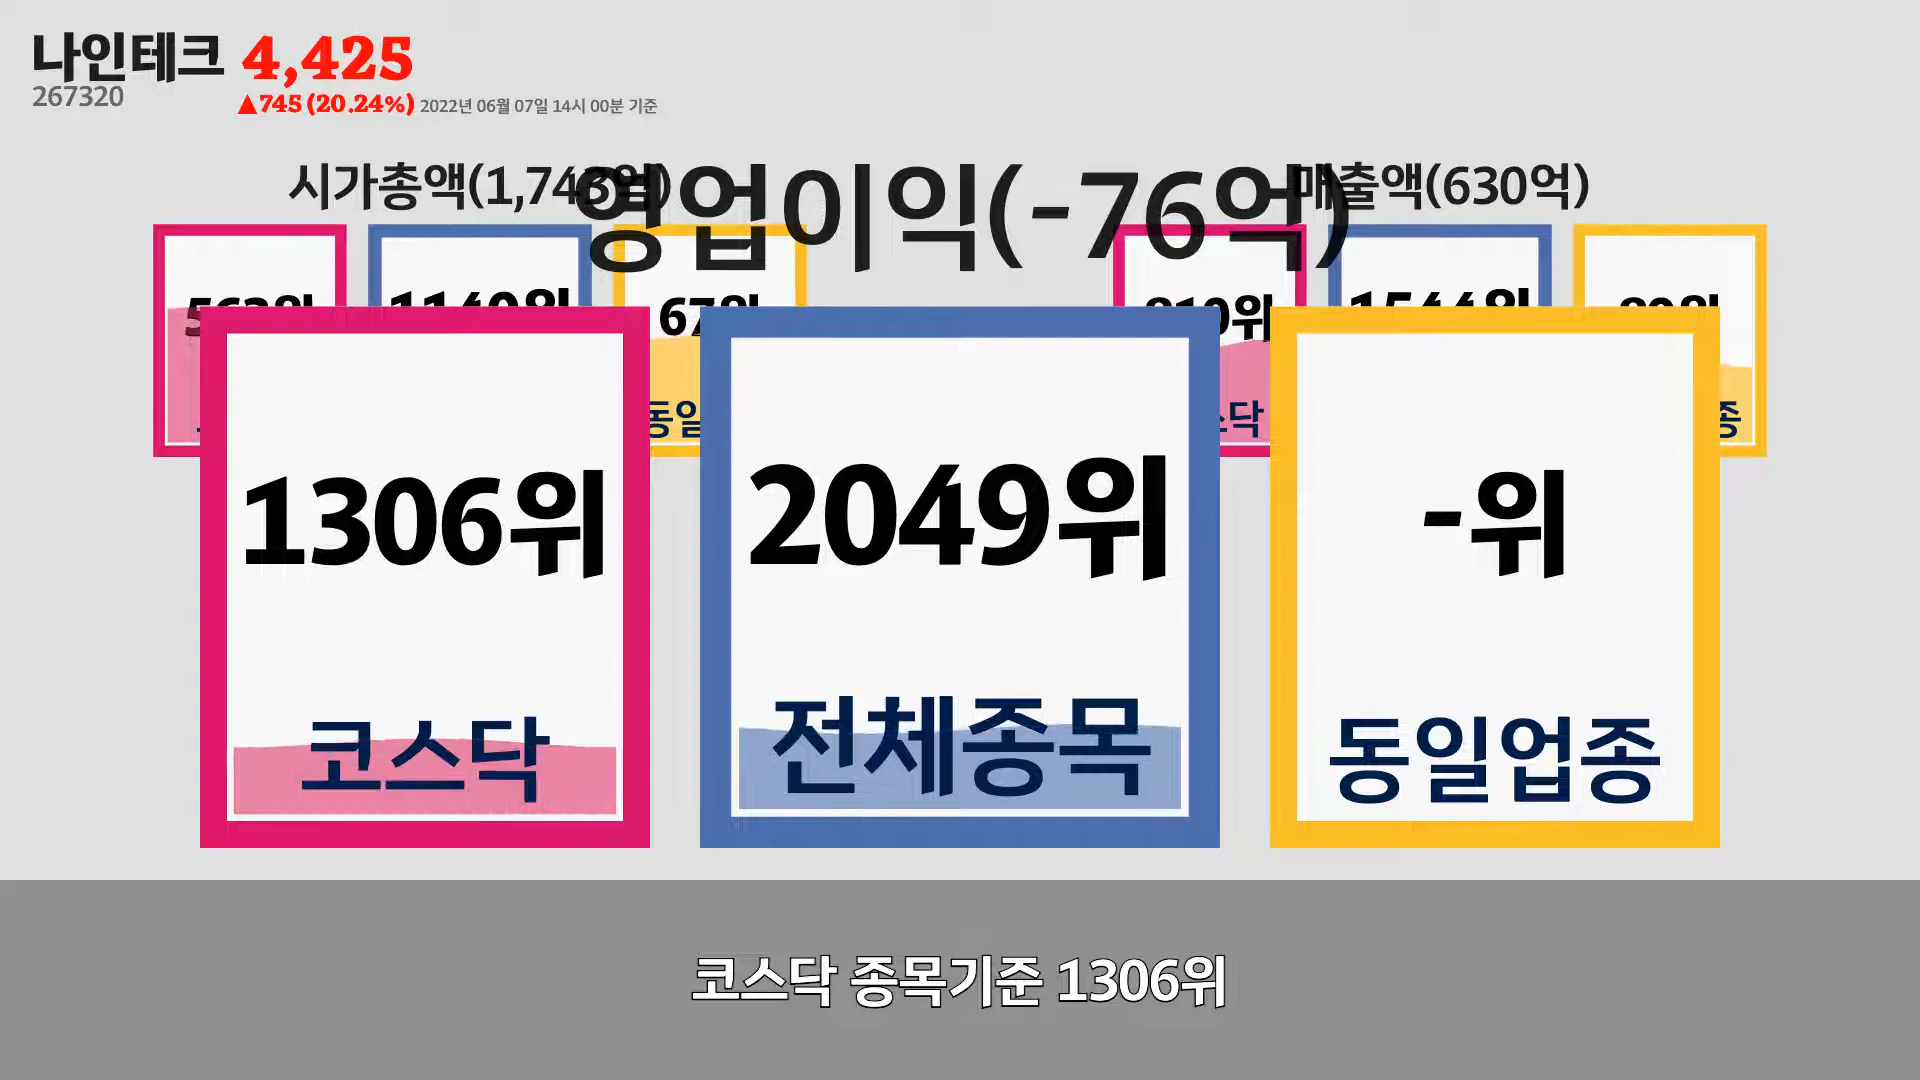 나인테크 4,425
267320
▲745 (20.24%) 2022년 06월 07일 14시 00분 기준
시가총액(1,743억)
영업이익(-76억)
매출액(630억)
1306위
코스닥
2049위
전체종목
-위
동일업종
코스닥 종목기준 1306위